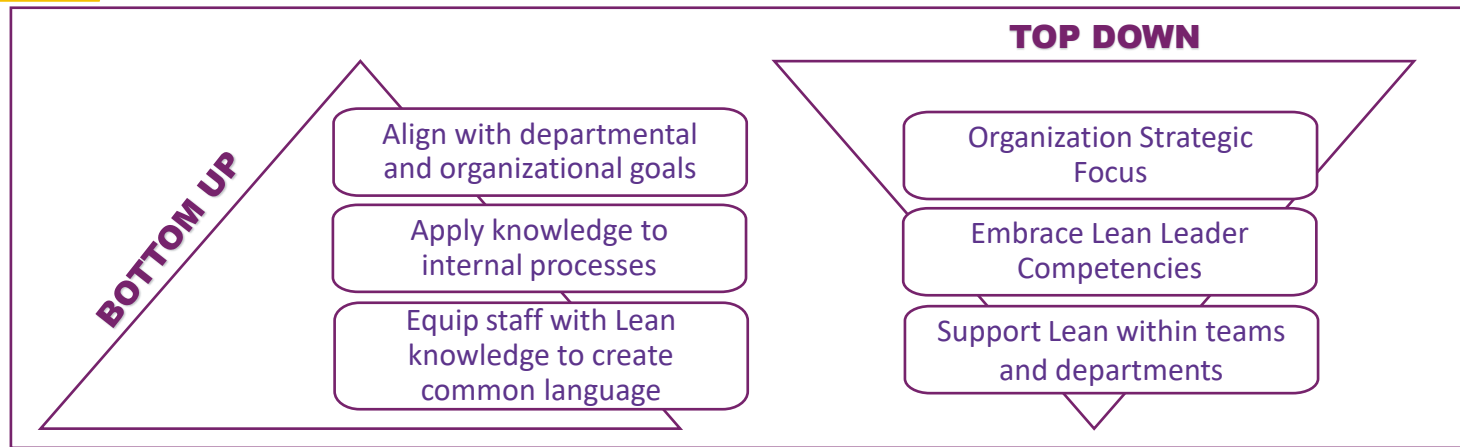 BOTTOM UP
Align with departmental
and organizational goals
Apply knowledge to
internal processes
Equip staff with Lean
knowledge to create
common language
TOP DOWN
Organization Strategic
Focus
Embrace Lean Leader
Competencies
Support Lean within teams
and departments